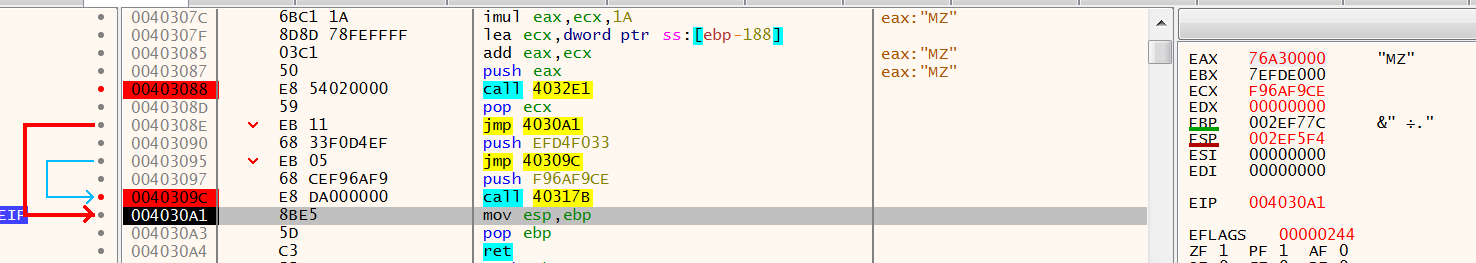 0040307C 6BC1 1A imul eax,ecx,1A eax:"MZ"
0040307F 8D8D 78FEFFFF lea ecx,dword ptr ss:[ebp-188]
00403085 03C1 add eax,ecx eax:"MZ"
00403087 50 push eax eax:"MZ"
00403088 E8 54020000 call 4032E1
0040308D 59 pop ecx
0040308E EB 11 jmp 4030A1
00403090 68 33F0D4EF push EFD4F033
00403095 EB 05 jmp 40309C
00403097 68 CEF96AF9 push F96AF9CE
0040309C E8 DA000000 call 40317B
EIP 004030A1 8BE5 mov esp,ebp
004030A3 5D pop ebp
004030A4 C3 ret
EAX 76A30000 "MZ"
EBX 7EFDE000
ECX F96AF9CE
EDX 00000000
EBP 002EF77C &" ÷."
ESP 002EF5F4
ESI 00000000
EDI 00000000
EIP 004030A1
EFLAGS 00000244
ZF 1 PF 1 AF 0